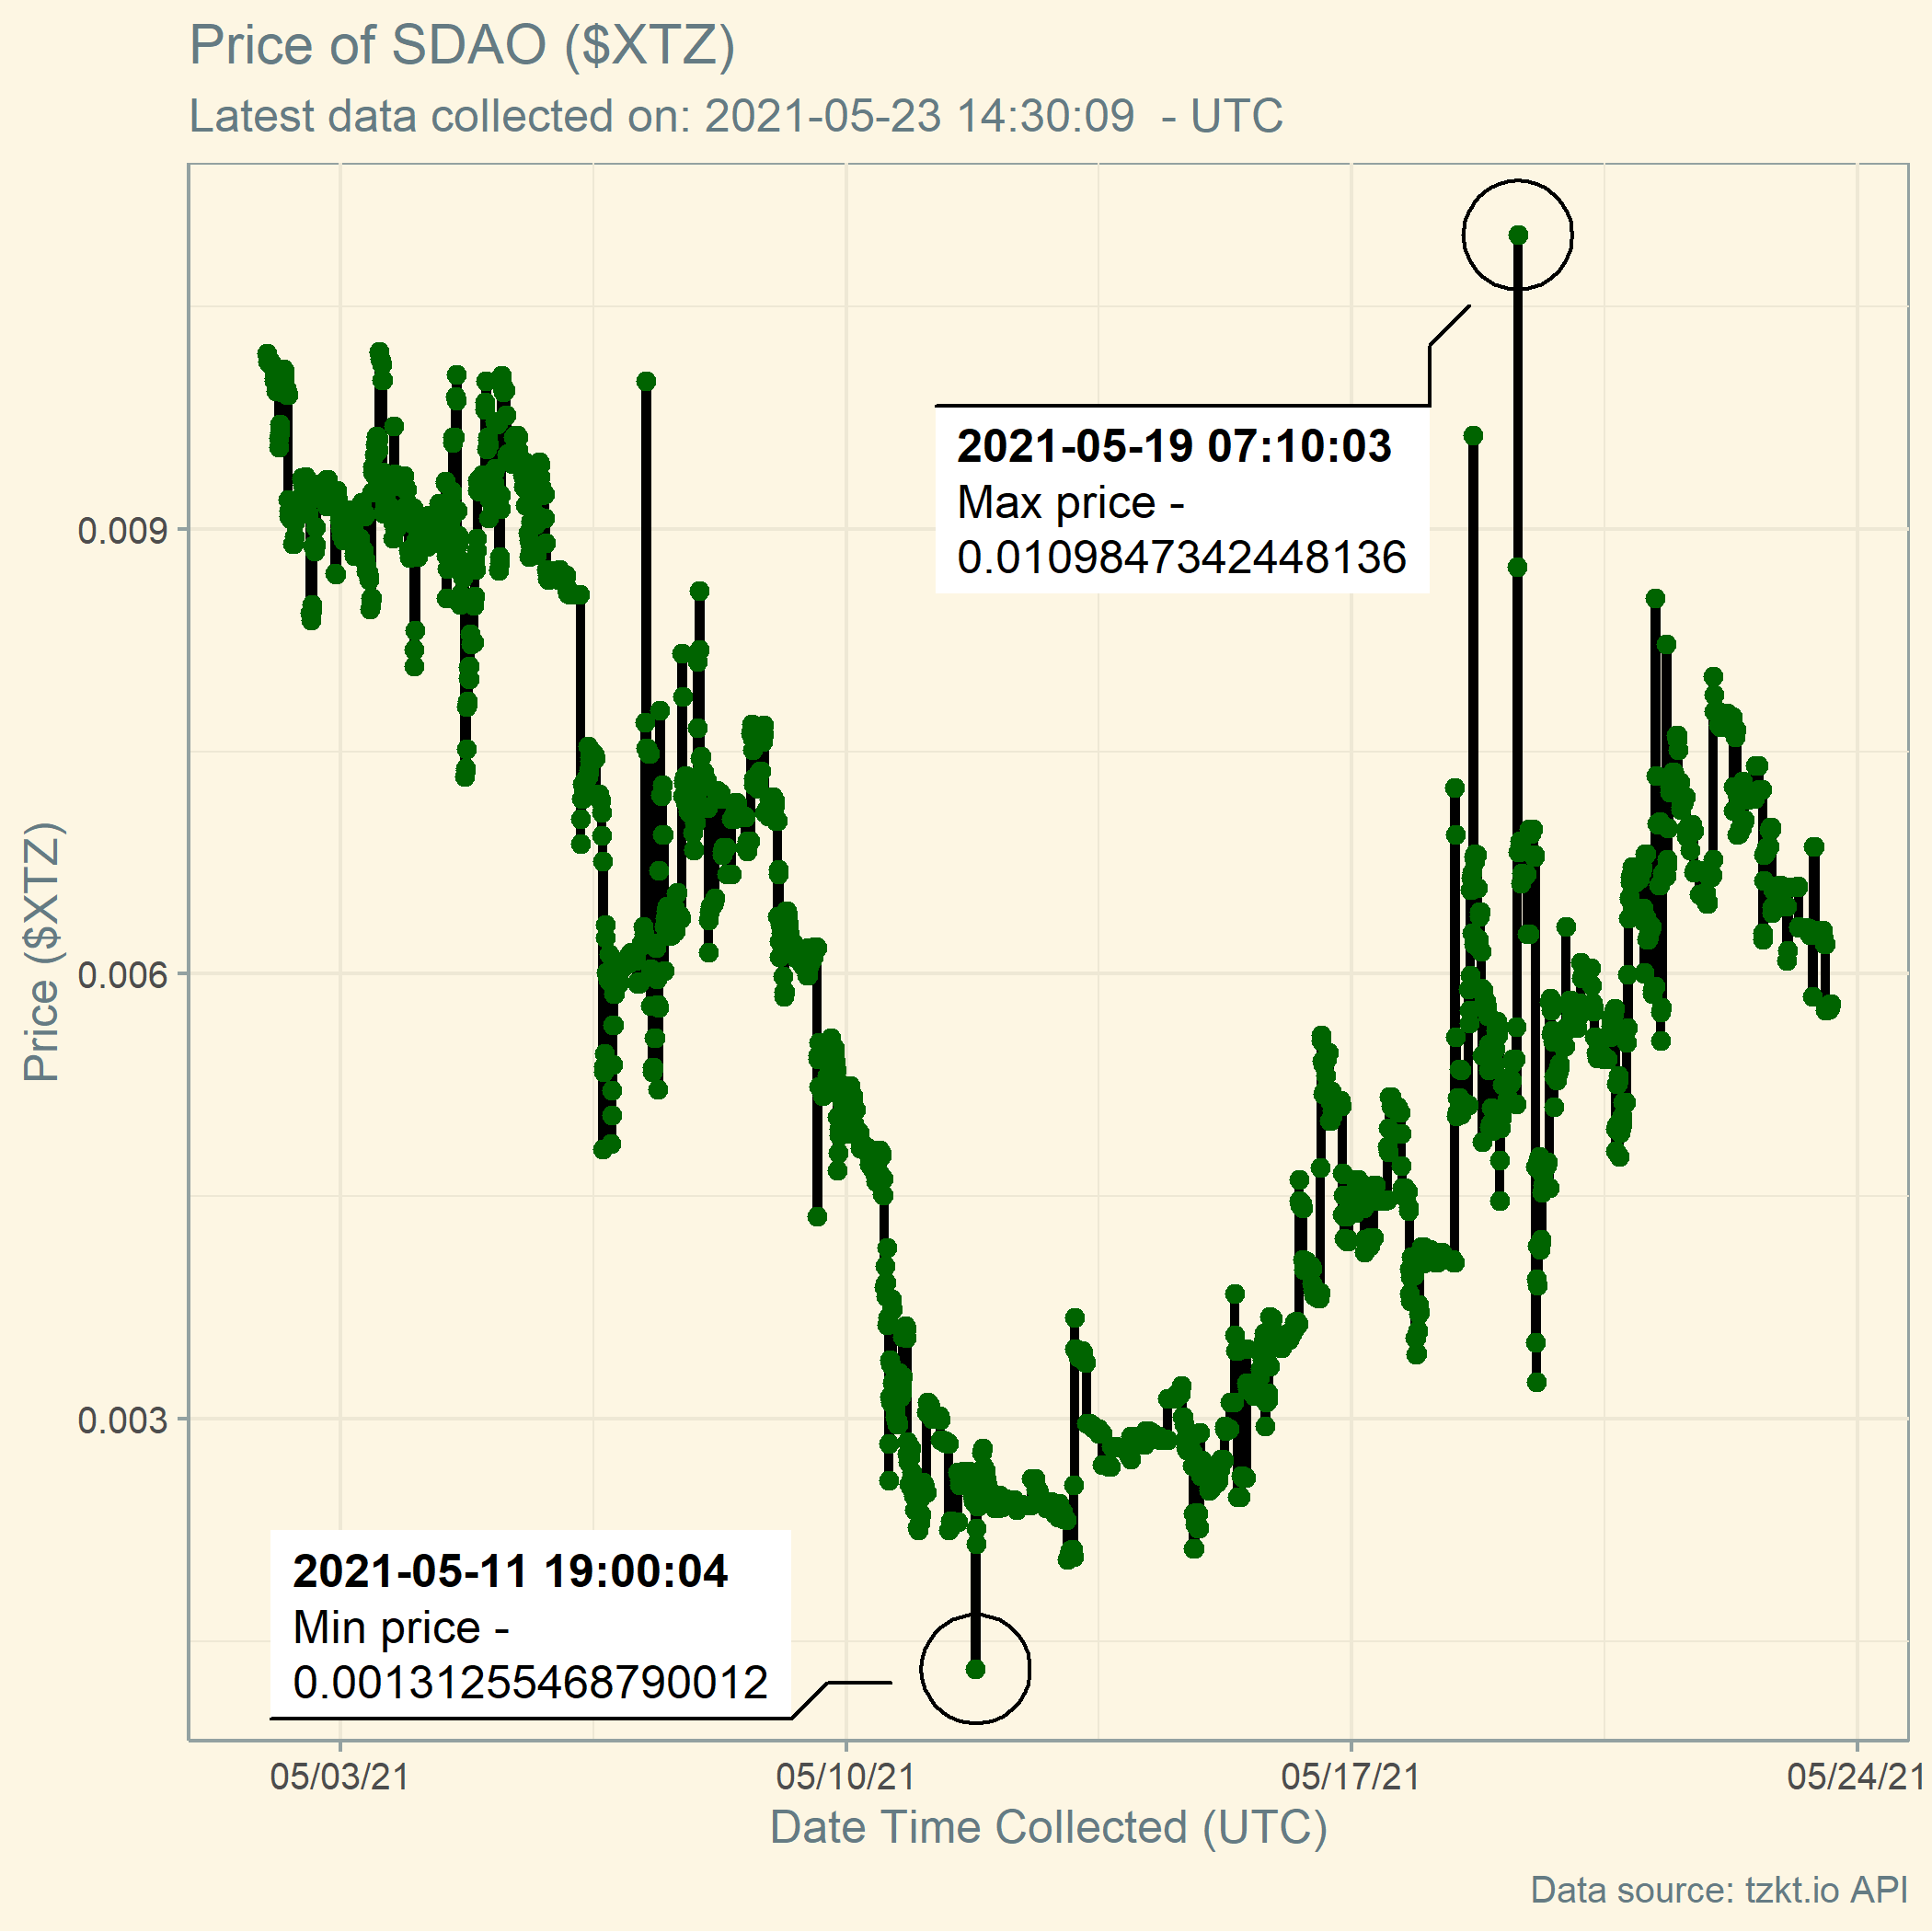 Price of SDAO ($XTZ)
Latest data collected on: 2021-05-23 14:30:09  - UTC
2021-05-19 07:10:03
Max price -
0.0109847342448136
0.009
0.006
0.003
Price ($XTZ)
2021-05-11 19:00:04
Min price -
0.00131255468790012
05/03/21
05/10/21
05/17/21
05/24/21
Date Time Collected (UTC)
Data source: tzkt.io API